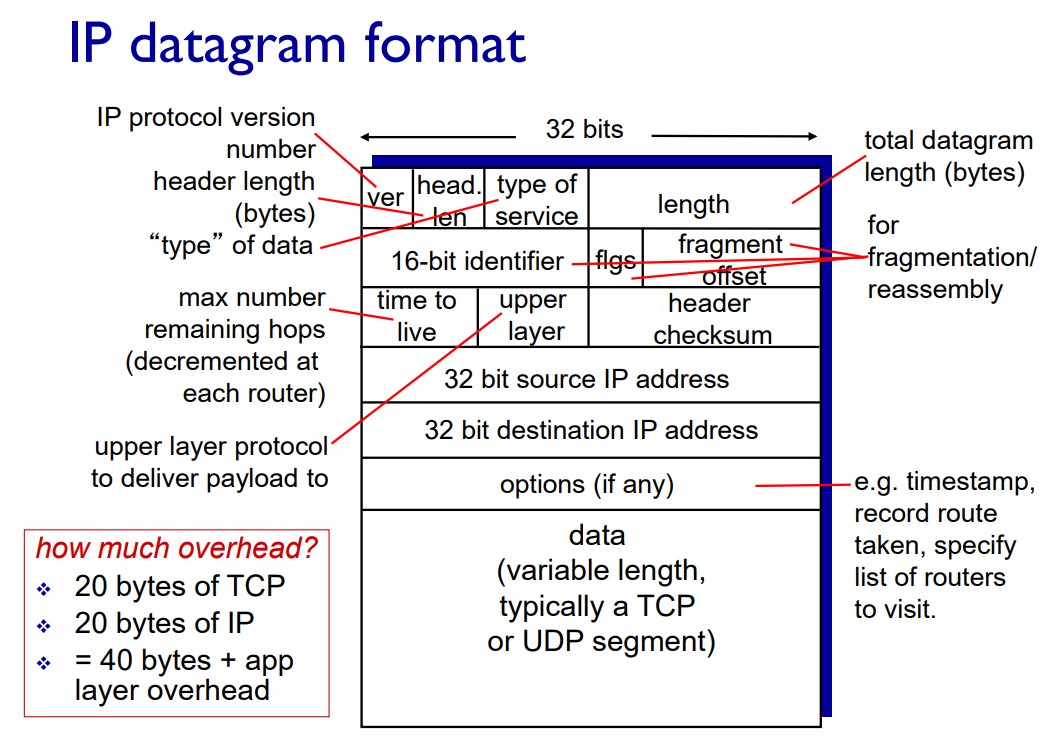 IP datagram format
IP protocol version
number
header length
(bytes)
“type” of data
max number
remaining hops
(decremented at
each router)
upper layer protocol
to deliver payload to
how much overhead?
❖ 20 bytes of TCP
❖ 20 bytes of IP
❖ = 40 bytes + app
layer overhead
32 bits
ver
head.
len
type of
service
length
16-bit identifier
flgs
fragment
offset
time to
live
upper
layer
header
checksum
32 bit source IP address
32 bit destination IP address
options (if any)
data
(variable length,
typically a TCP
or UDP segment)
total datagram
length (bytes)
for
fragmentation/
reassembly
e.g. timestamp,
record route
taken, specify
list of routers
to visit.